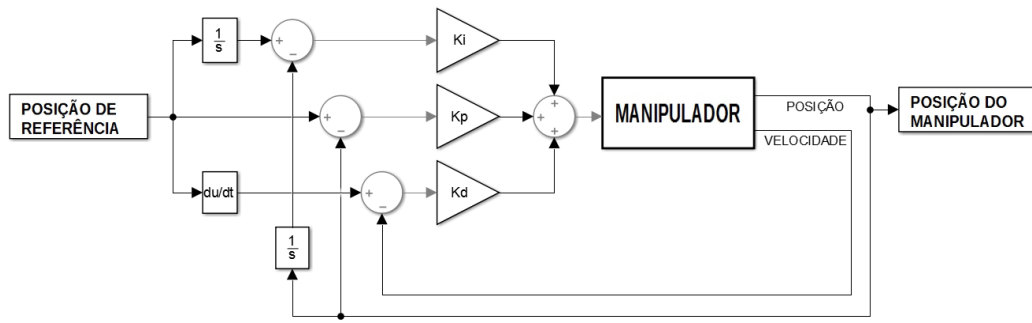 1
s
+
−
Ki
POSIÇÃO DE
REFERÊNCIA
+
−
Kp
+
+
+
MANIPULADOR
POSIÇÃO
VELOCIDADE
POSIÇÃO DO
MANIPULADOR
du/dt
+
−
Kd
1
s